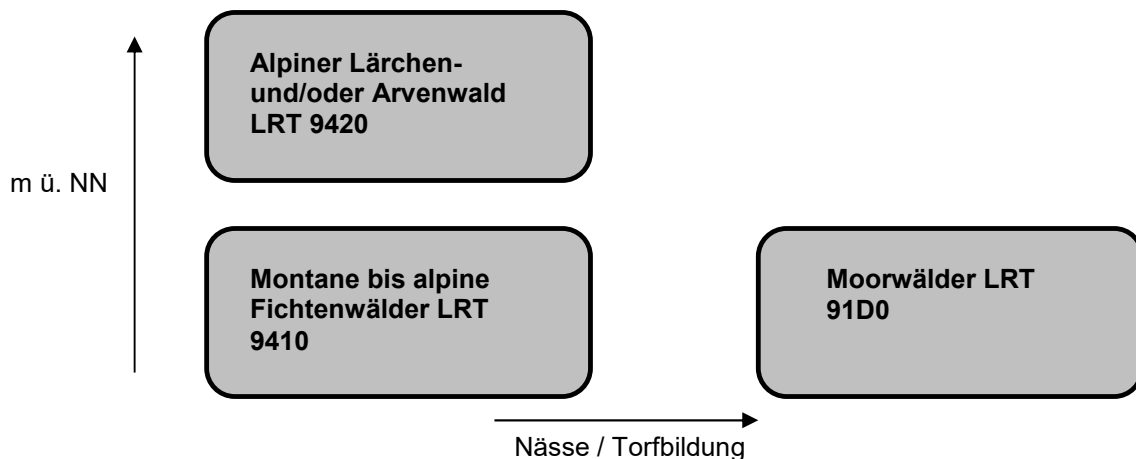 Alpiner Lärchen-
und/oder Arvenwald
LRT 9420
m ü. NN
Montane bis alpine
Fichtenwälder LRT
9410
Moorwälder LRT
91D0
Nässe / Torfbildung